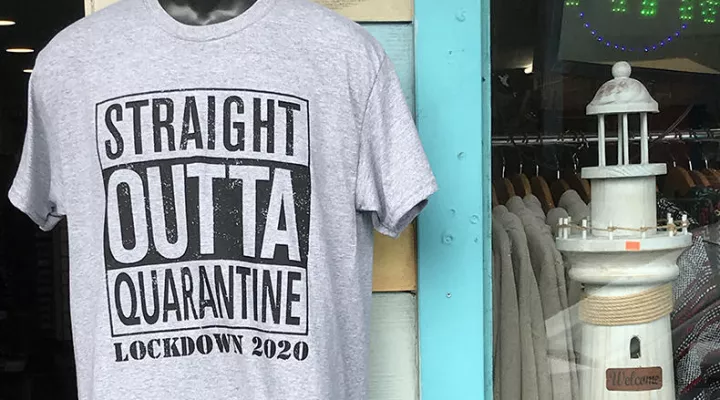 STRAIGHT
OUTTA
QUARANTINE
LOCKDOWN 2020
Welcome